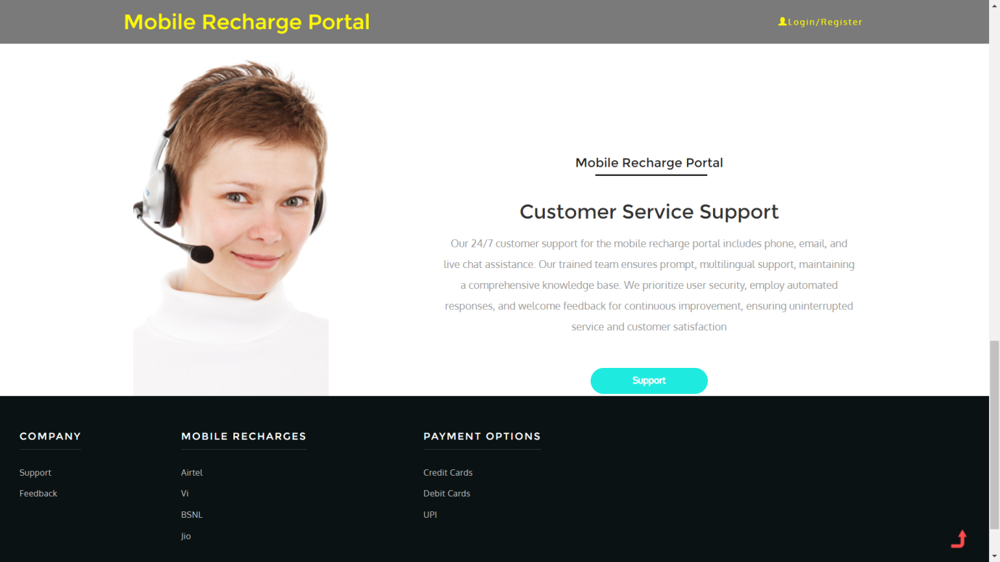 Mobile Recharge Portal
Login/Register
Mobile Recharge Portal
Customer Service Support
Our 24/7 customer support for the mobile recharge portal includes phone, email, and
live chat assistance. Our trained team ensures prompt, multilingual support, maintaining
a comprehensive knowledge base. We prioritize user security, employ automated
responses, and welcome feedback for continuous improvement, ensuring uninterrupted
service and customer satisfaction
Support
COMPANY
Support
Feedback
MOBILE RECHARGES
Airtel
Vi
BSNL
Jio
PAYMENT OPTIONS
Credit Cards
Debit Cards
UPI